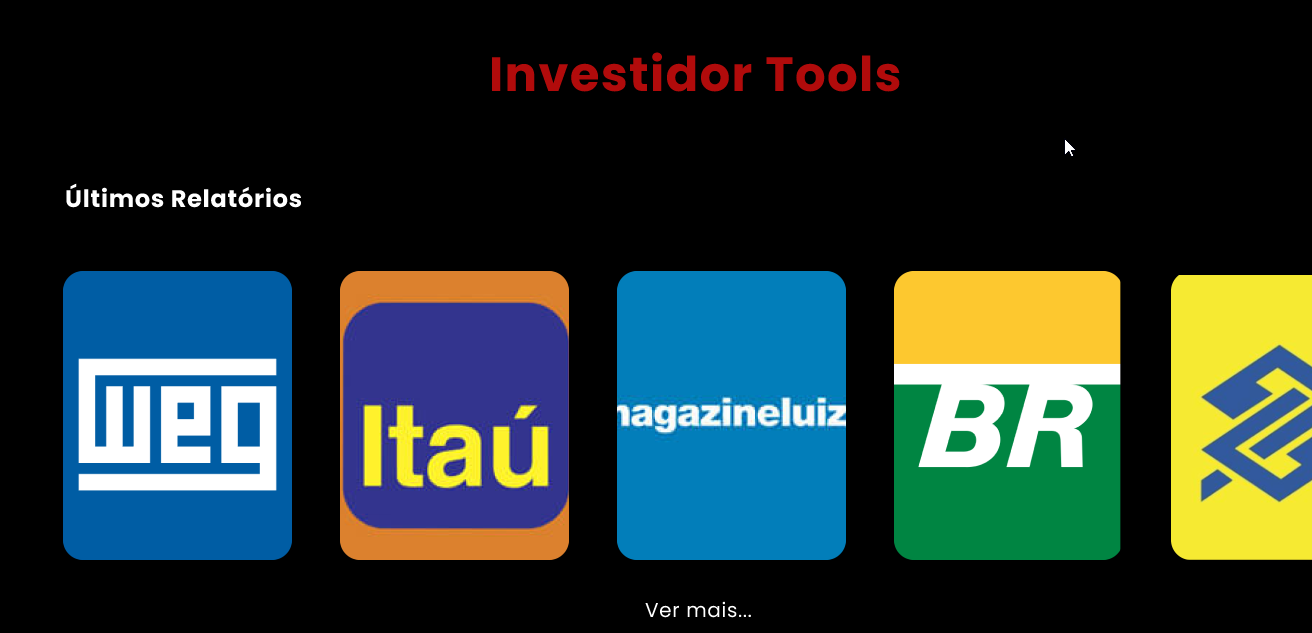 Investidor Tools
Últimos Relatórios
weg
Itaú
nagazineluiz
BR
Ver mais...